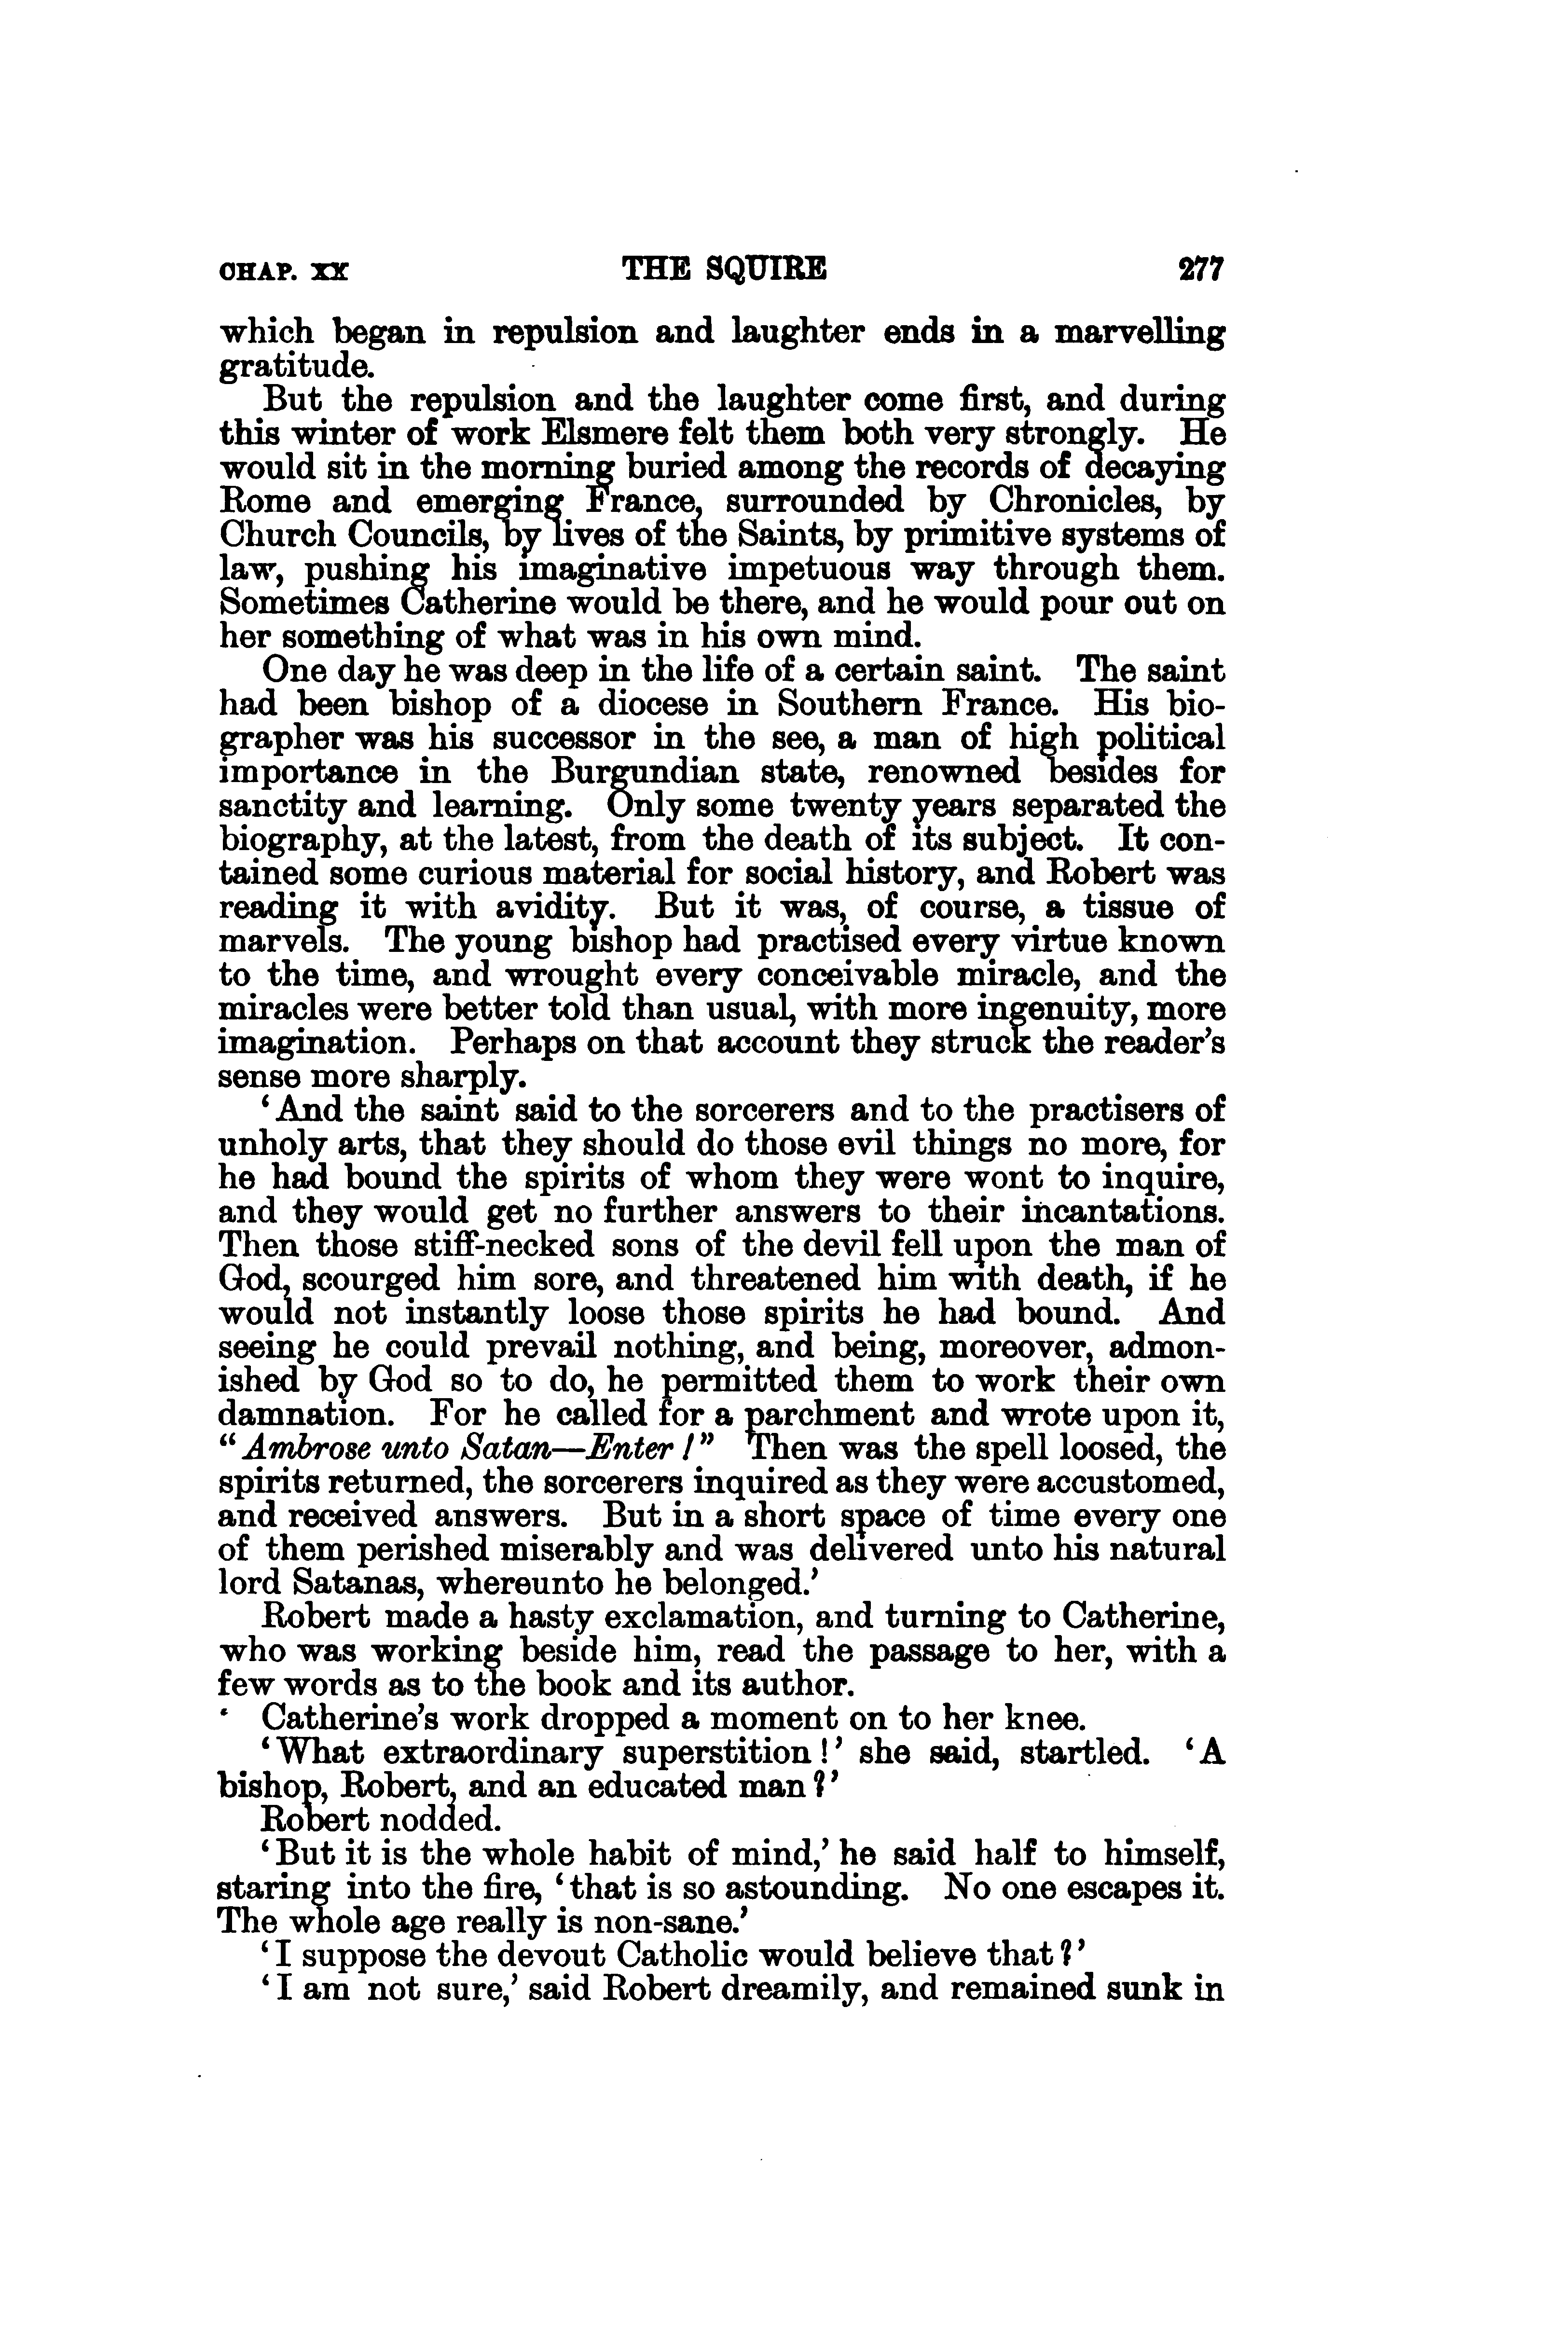 CHAP. XX THE SQUIRE 277
which began in repulsion and laughter ends in a marvelling
gratitude.
But the repulsion and the laughter come first, and during
this winter of work Elsmere felt them both very strongly. He
would sit in the morning buried among the records of decaying
Rome and emerging France, surrounded by Chronicles, by
Church Councils, by lives of the Saints, by primitive systems of
law, pushing his imaginative impetuous way through them.
Sometimes Catherine would be there, and he would pour out on
her something of what was in his own mind.
One day he was deep in the life of a certain saint. The saint
had been bishop of a diocese in Southern France. His bio-
grapher was his successor in the see, a man of high political
importance in the Burgundian state, renowned besides for
sanctity and learning. Only some twenty years separated the
biography, at the latest, from the death of its subject. It con-
tained some curious material for social history, and Robert was
reading it with avidity. But it was, of course, a tissue of
marvels. The young bishop had practised every virtue known
to the time, and wrought every conceivable miracle, and the
miracles were better told than usual, with more ingenuity, more
imagination. Perhaps on that account they struck the reader's
sense more sharply.
‘And the saint said to the sorcerers and to the practisers of
unholy arts, that they should do those evil things no more, for
he had bound the spirits of whom they were wont to inquire,
and they would get no further answers to their incantations.
Then those stiff-necked sons of the devil fell upon the man of
God, scourged him sore, and threatened him with death, if he
would not instantly loose those spirits he had bound. And
seeing he could prevail nothing, and being, moreover, admon-
ished by God so to do, he permitted them to work their own
damnation. For he called for a parchment and wrote upon it,
“Ambrose unto Satan—Enter!” Then was the spell loosed, the
spirits returned, the sorcerers inquired as they were accustomed,
and received answers. But in a short space of time every one
of them perished miserably and was delivered unto his natural
lord Satanas, whereunto he belonged.’
Robert made a hasty exclamation, and turning to Catherine,
who was working beside him, read the passage to her, with a
few words as to the book and its author.
Catherine's work dropped a moment on to her knee.
‘What extraordinary superstition!’ she said, startled. ‘A
bishop, Robert, and an educated man?’
Robert nodded.
‘But it is the whole habit of mind,’ he said half to himself,
staring into the fire, ‘that is so astounding. No one escapes it.
The whole age really is non-sane.’
‘I suppose the devout Catholic would believe that?’
‘I am not sure,’ said Robert dreamily, and remained sunk in